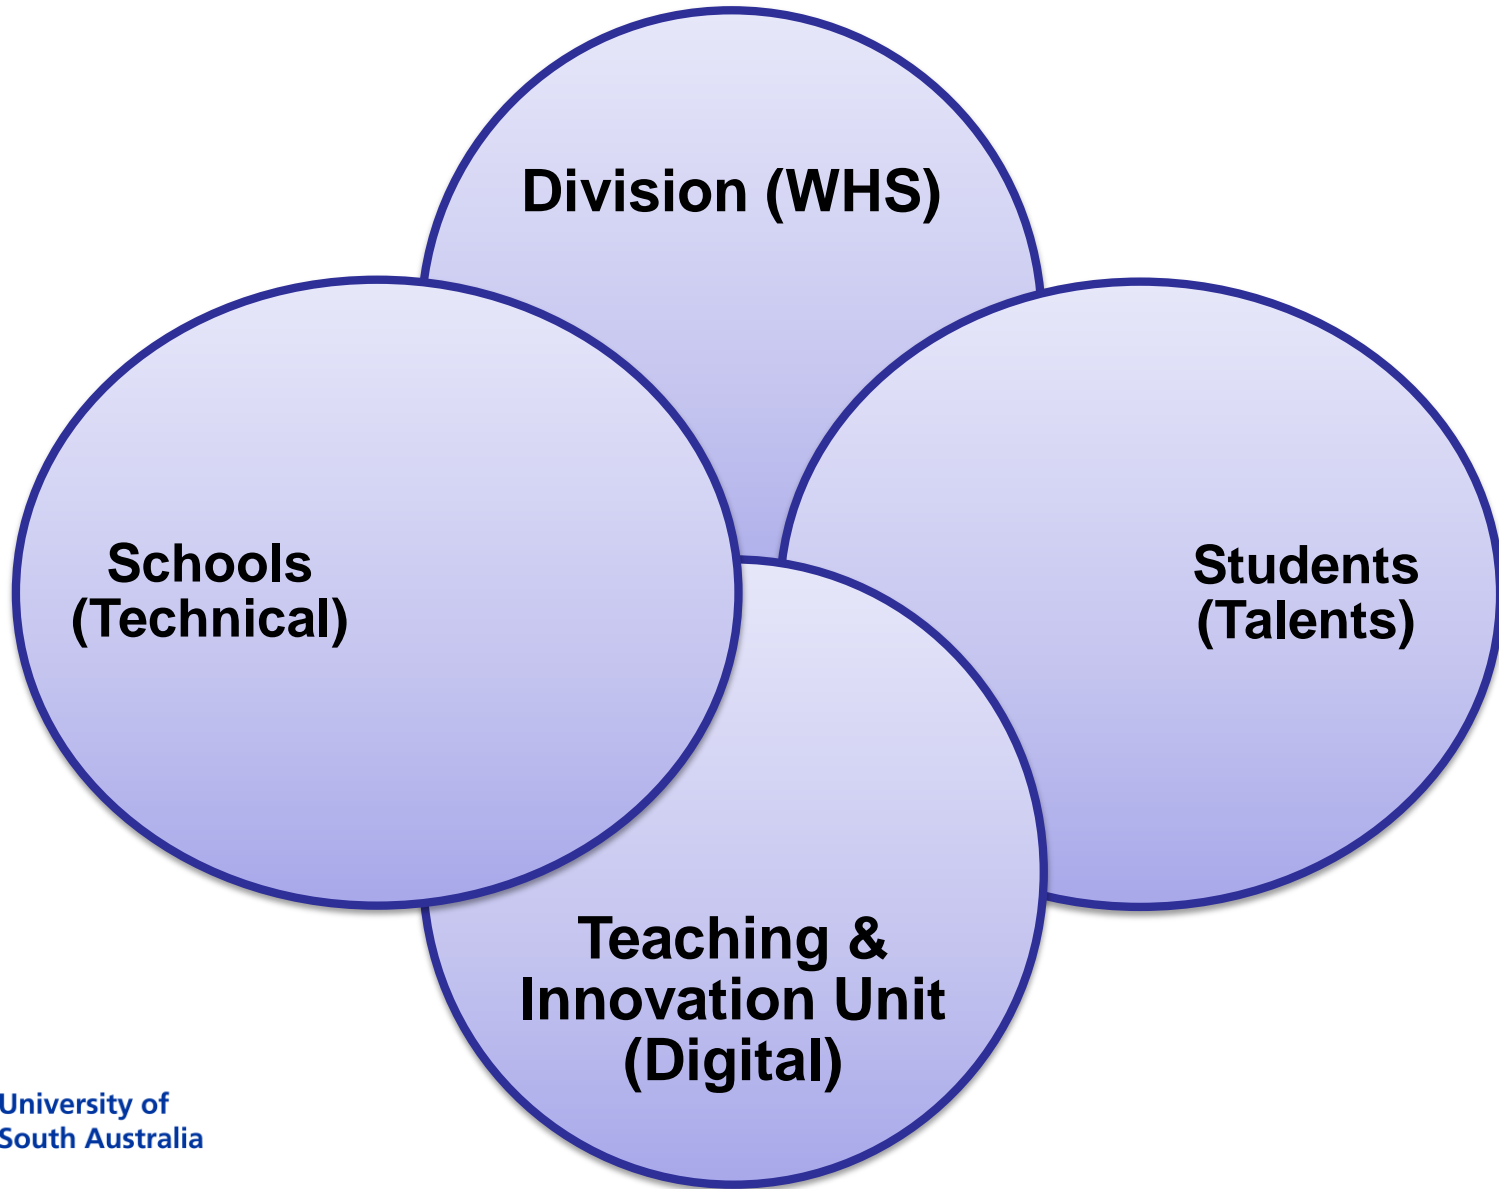 Division (WHS)
Schools
(Technical)
Students
(Talents)
Teaching &
Innovation Unit
(Digital)
University of
South Australia